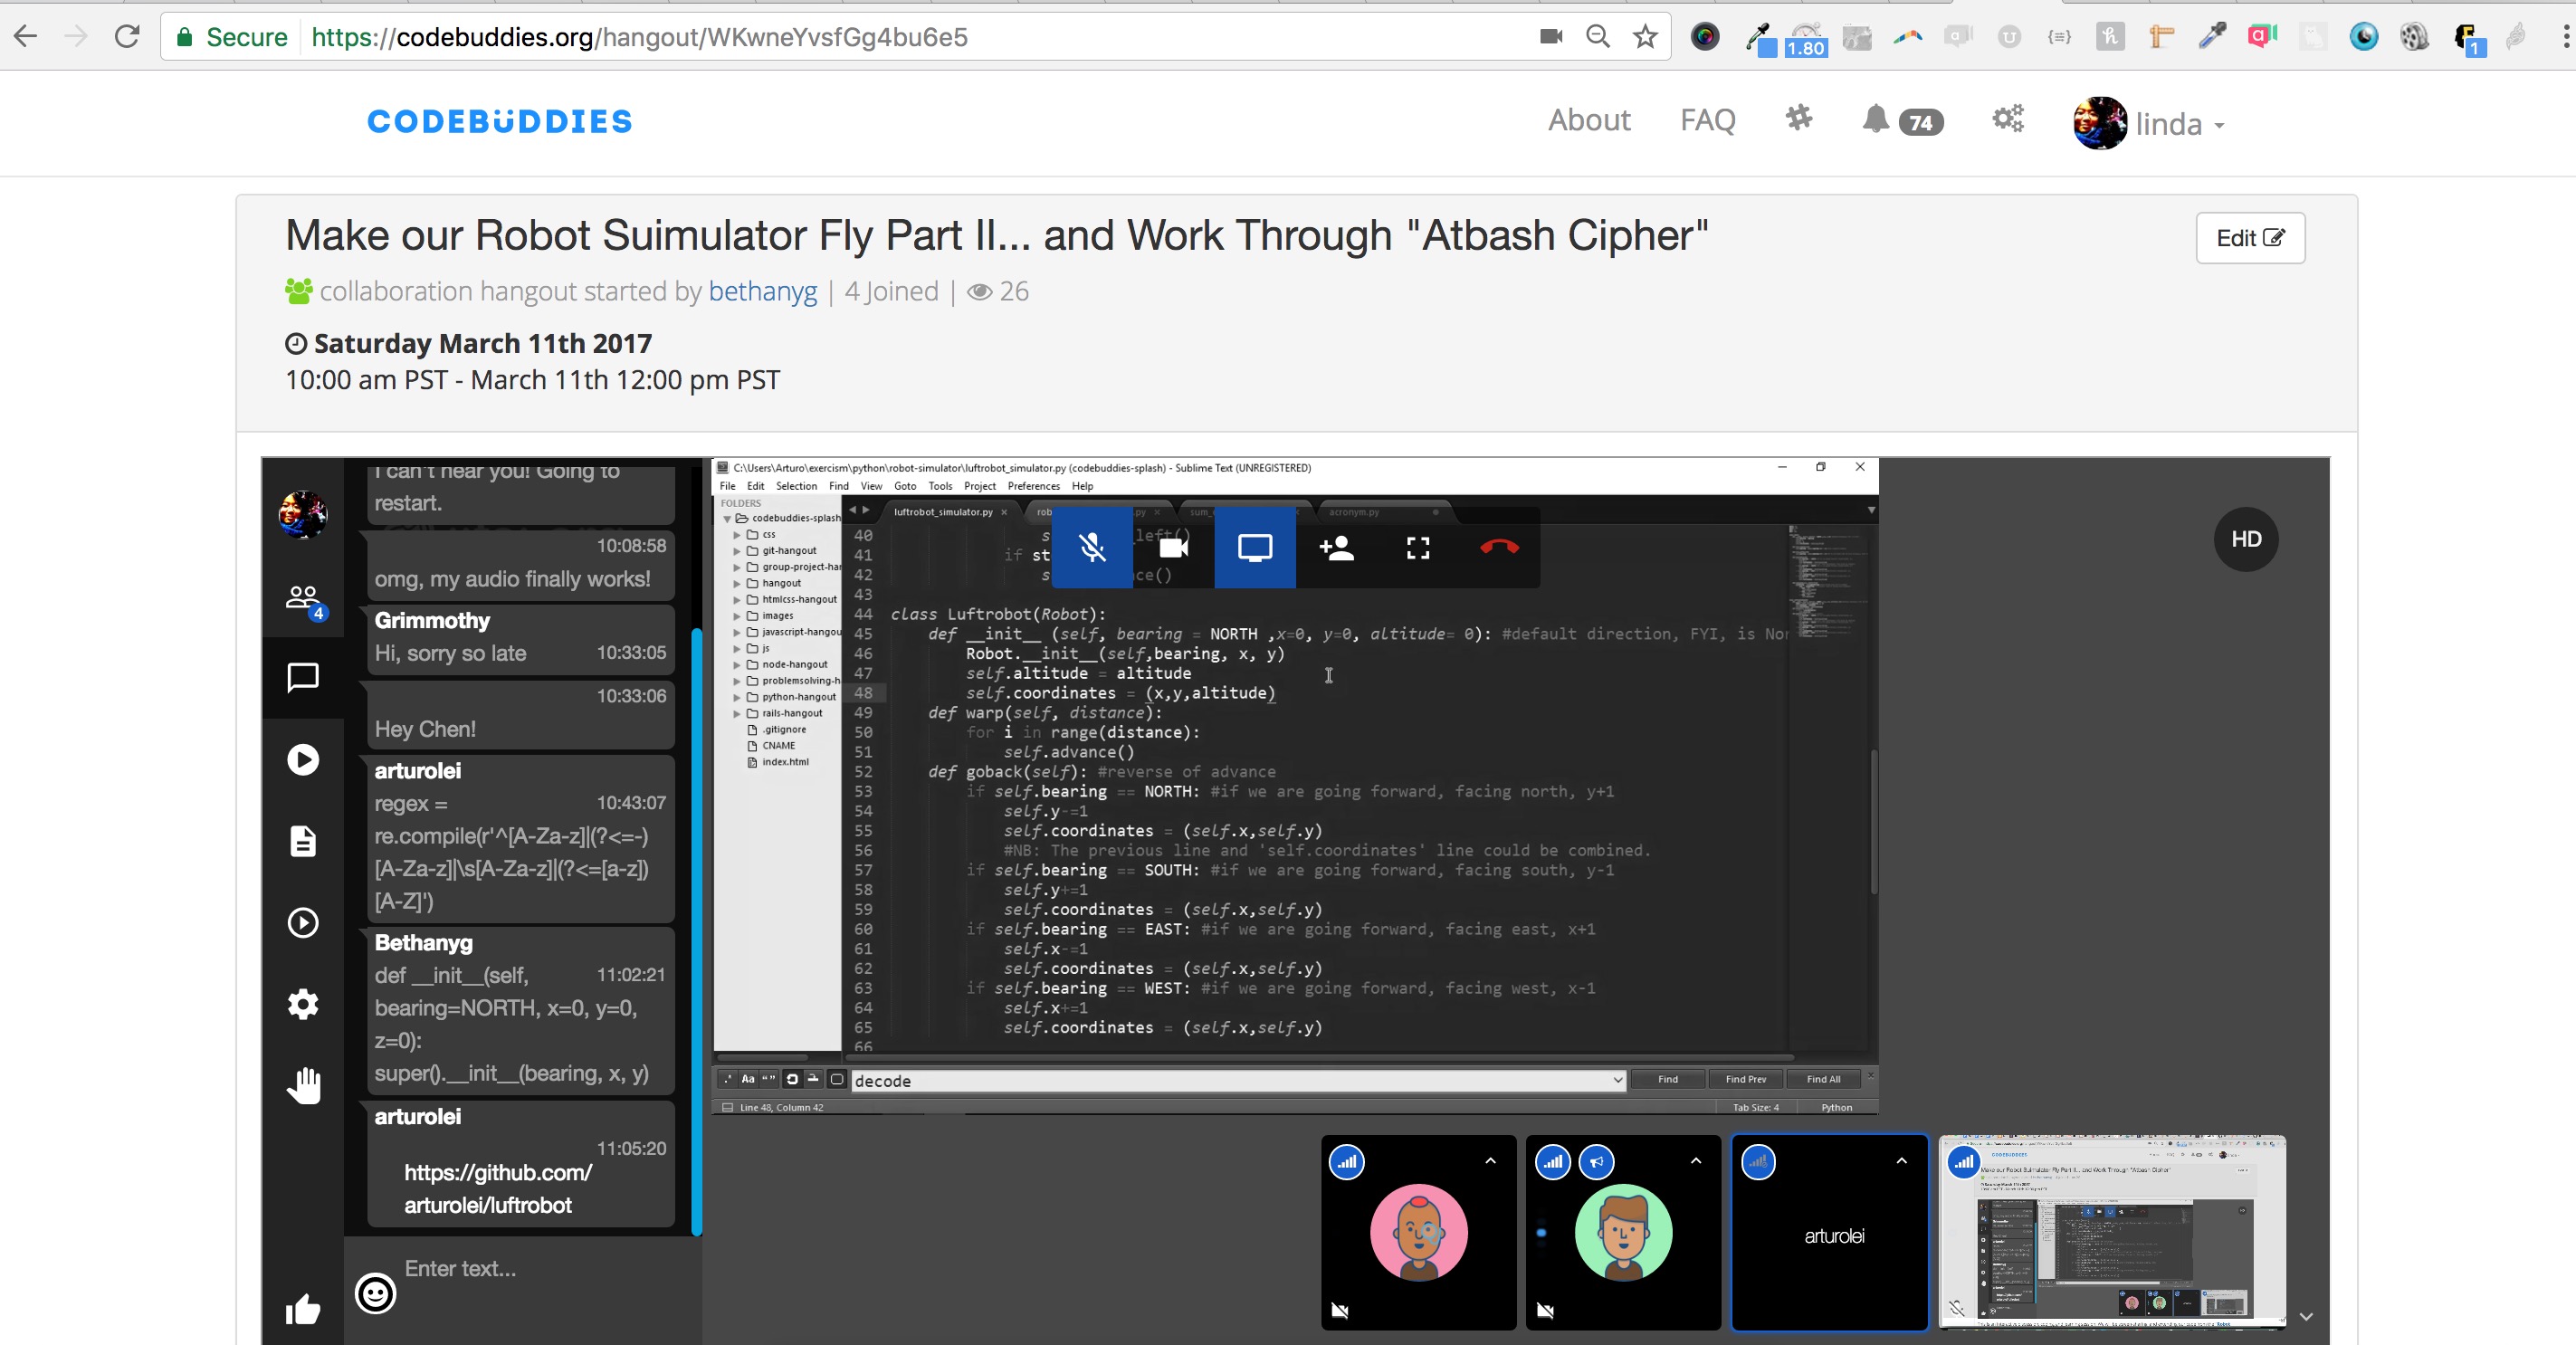 Secure https://codebuddies.org/hangout/WKwneYvsfGg4bu6e5
1.80
1
CODEBÜDDIES
About FAQ 74 linda
Make our Robot Suimulator Fly Part II... and Work Through "Atbash Cipher"
Edit
collaboration hangout started by bethanyg | 4 Joined | 26
Saturday March 11th 2017
10:00 am PST - March 11th 12:00 pm PST
4
I can't hear you! Going to
restart.
10:08:58
omg, my audio finally works!
Grimmothy
Hi, sorry so late 10:33:05
10:33:06
Hey Chen!
arturolei
regex = 10:43:07
re.compile(r'^[A-Za-z]|(?<=-)
[A-Za-z]|\s[A-Za-z]|(?<=[a-z])
[A-Z]')
Bethanyg
def __init__(self, 11:02:21
bearing=NORTH, x=0, y=0,
z=0):
super().__init__(bearing, x, y)
arturolei
11:05:20
https://github.com/
arturolei/luftrobot
Enter text...
C:\Users\Arturo\exercism\python\robot-simulator\luftrobot_simulator.py (codebuddies-splash) - Sublime Text (UNREGISTERED)
File Edit Selection Find View Goto Tools Project Preferences Help
FOLDERS
codebuddies-splash
css
git-hangout
group-project-han
hangout
htmlcss-hangout
images
javascript-hangou
js
node-hangout
problemsolving-h
python-hangout
rails-hangout
.gitignore
CNAME
index.html
luftrobot_simulator.py rob .py sum_ acronym.py
40 s _left()
41 if st
42 s ce()
43
44 class Luftrobot(Robot):
45 def __init__ (self, bearing = NORTH ,x=0, y=0, altitude= 0): #default direction, FYI, is Nor
46 Robot.__init__(self,bearing, x, y)
47 self.altitude = altitude
48 self.coordinates = (x,y,altitude)
49 def warp(self, distance):
50 for i in range(distance):
51 self.advance()
52 def goback(self): #reverse of advance
53 if self.bearing == NORTH: #if we are going forward, facing north, y+1
54 self.y-=1
55 self.coordinates = (self.x,self.y)
56 #NB: The previous line and 'self.coordinates' line could be combined.
57 if self.bearing == SOUTH: #if we are going forward, facing south, y-1
58 self.y+=1
59 self.coordinates = (self.x,self.y)
60 if self.bearing == EAST: #if we are going forward, facing east, x+1
61 self.x-=1
62 self.coordinates = (self.x,self.y)
63 if self.bearing == WEST: #if we are going forward, facing west, x-1
64 self.x+=1
65 self.coordinates = (self.x,self.y)
66
decode Find Find Prev Find All
Line 48, Column 42 Tab Size: 4 Python
HD
arturolei